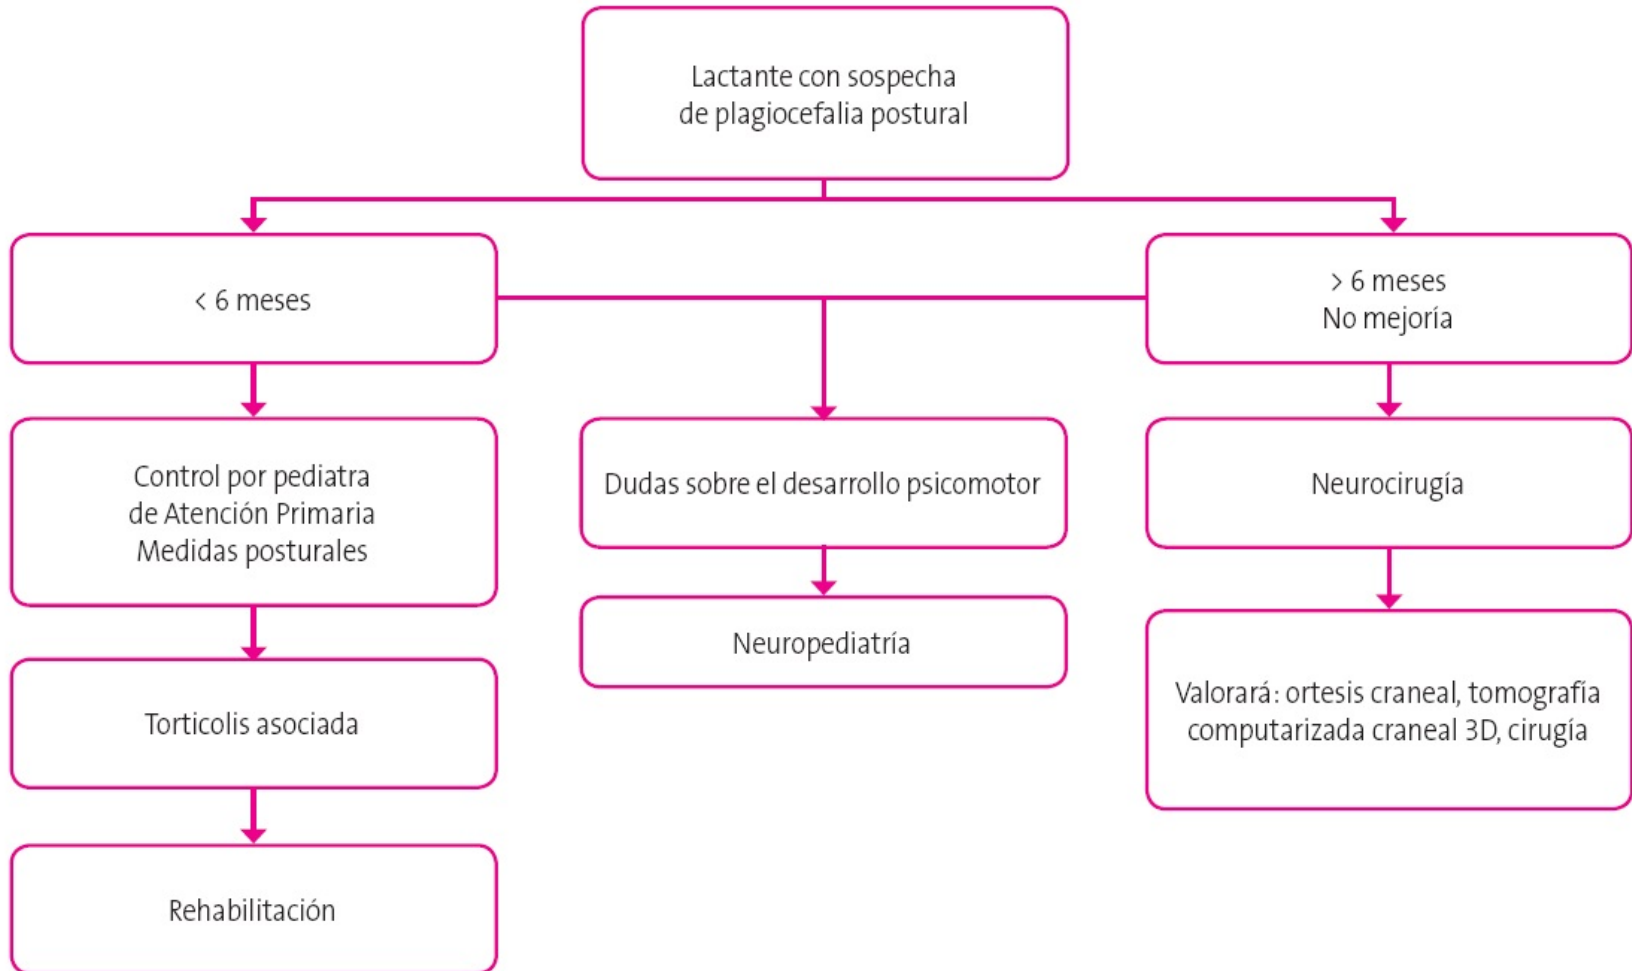 Lactante con sospecha
de plagiocefalia postural
< 6 meses
> 6 meses
No mejoría
Control por pediatra
de Atención Primaria
Medidas posturales
Dudas sobre el desarrollo psicomotor
Neurocirugía
Neuropediatría
Torticolis asociada
Valorará: ortesis craneal, tomografía
computarizada craneal 3D, cirugía
Rehabilitación